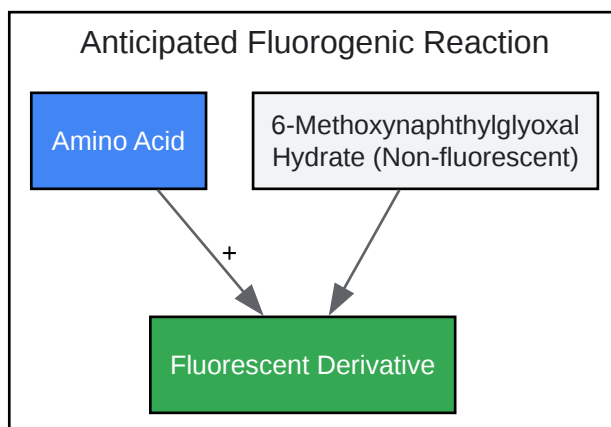 Anticipated Fluorogenic Reaction
Amino Acid
6-Methoxynaphthylglyoxal
Hydrate (Non-fluorescent)
+
Fluorescent Derivative